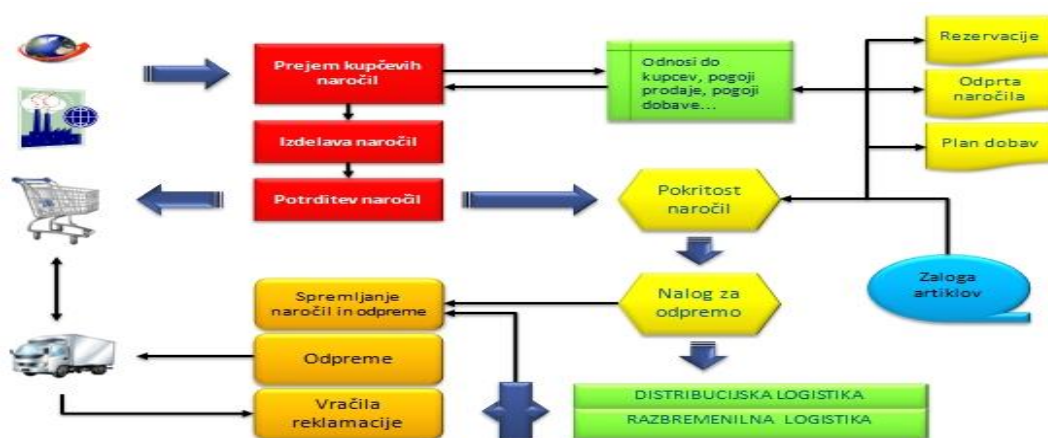 Prejem kupčevih
naročil
Izdelava naročil
Potrditev naročil
Odnosi do
kupcev, pogoji
prodaje, pogoji
dobave...
Rezervacije
Odprta
naročila
Plan dobav
Pokritost
naročil
Zaloga
artiklov
Nalog za
odpremo
Spremljanje
naročil in odpreme
Odpreme
Vračila
reklamacije
DISTRIBUCIJSKA LOGISTIKA
RAZBREMENILNA LOGISTIKA